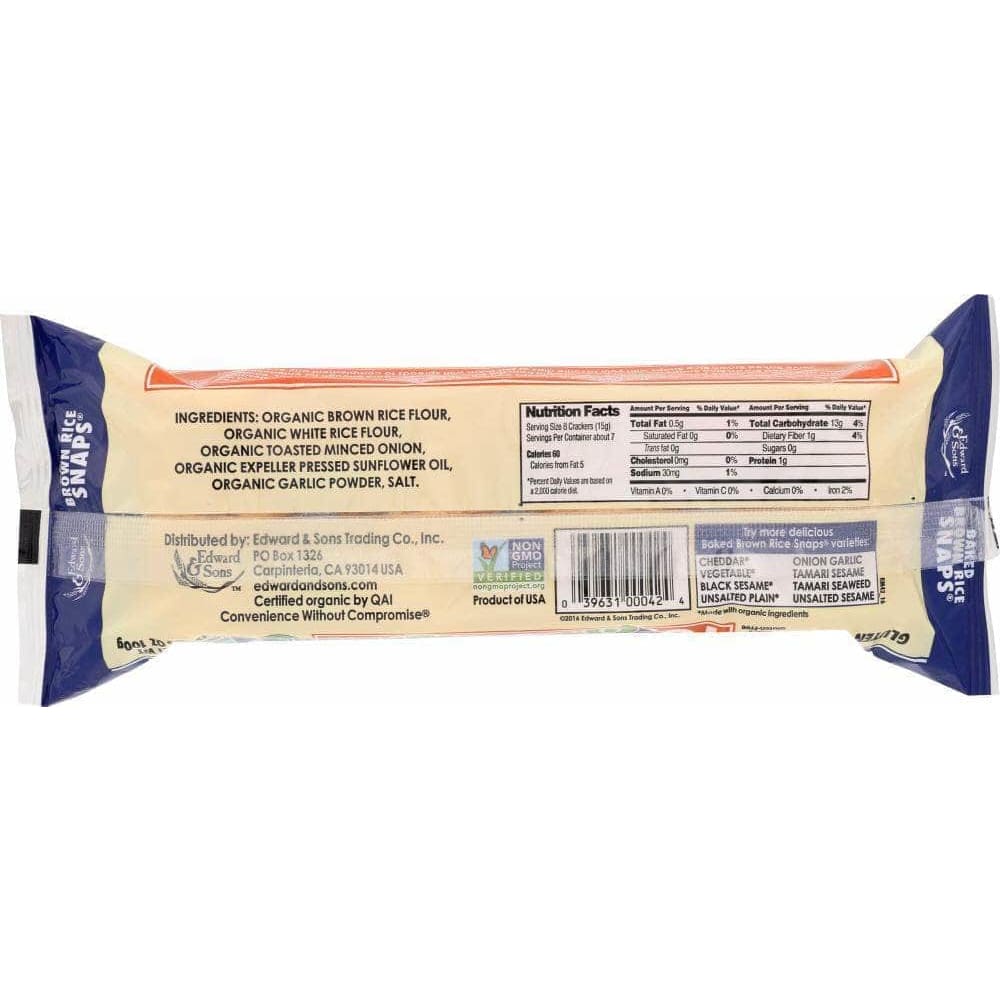 BROWN RICE
SNAPS®
INGREDIENTS: ORGANIC BROWN RICE FLOUR,
ORGANIC WHITE RICE FLOUR,
ORGANIC TOASTED MINCED ONION,
ORGANIC EXPELLER PRESSED SUNFLOWER OIL,
ORGANIC GARLIC POWDER, SALT.
Nutrition Facts
Serving Size 8 Crackers (15g)
Servings Per Container about 7
Calories 60
Calories from Fat 5
*Percent Daily Values are based on
a 2,000 calorie diet.
Amount Per Serving % Daily Value* Amount Per Serving % Daily Value*
Total Fat 0.5g 1% Total Carbohydrate 13g 4%
Saturated Fat 0g 0% Dietary Fiber 1g 4%
Trans fat 0g Sugars 0g
Cholesterol 0mg 0% Protein 1g
Sodium 30mg 1%
Vitamin A 0% • Vitamin C 0% • Calcium 0% • Iron 2%
Edward
& Sons
Edward
& Sons
Distributed by: Edward & Sons Trading Co., Inc.
Edward
& Sons™
PO Box 1326
Carpinteria, CA 93014 USA
edwardandsons.com
Certified organic by QAI
Convenience Without Compromise®
NON
GMO
Project
VERIFIED
nongmoproject.org
Product of USA
0 39631 00042 4
©2016 Edward & Sons Trading Co., Inc.
Try more delicious
Baked Brown Rice Snaps® varieties:
CHEDDAR* ONION GARLIC
VEGETABLE* TAMARI SESAME
BLACK SESAME* TAMARI SEAWEED
UNSALTED PLAIN* UNSALTED SESAME
*Made with organic ingredients
BAKED
BROWN RICE
SNAPS®
OZ 100g